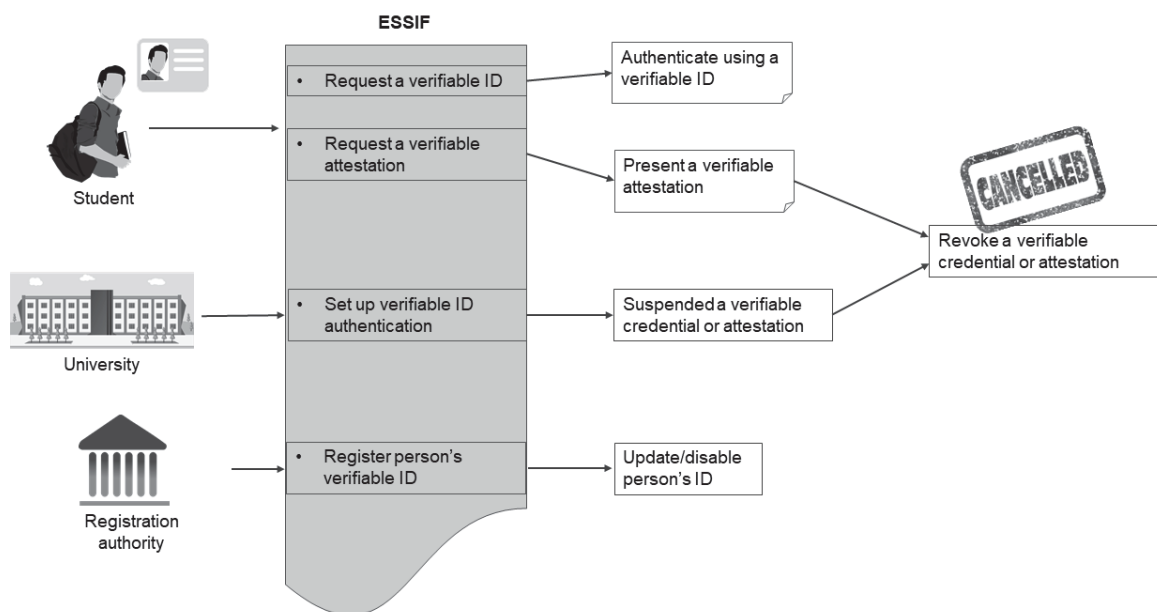 ESSIF
• Request a verifiable ID
Authenticate using a
verifiable ID
• Request a verifiable
attestation
Present a verifiable
attestation
Student
CANCELLED
Revoke a verifiable
credential or attestation
• Set up verifiable ID
authentication
Suspended a verifiable
credential or attestation
University
• Register person's
verifiable ID
Update/disable
person's ID
Registration
authority